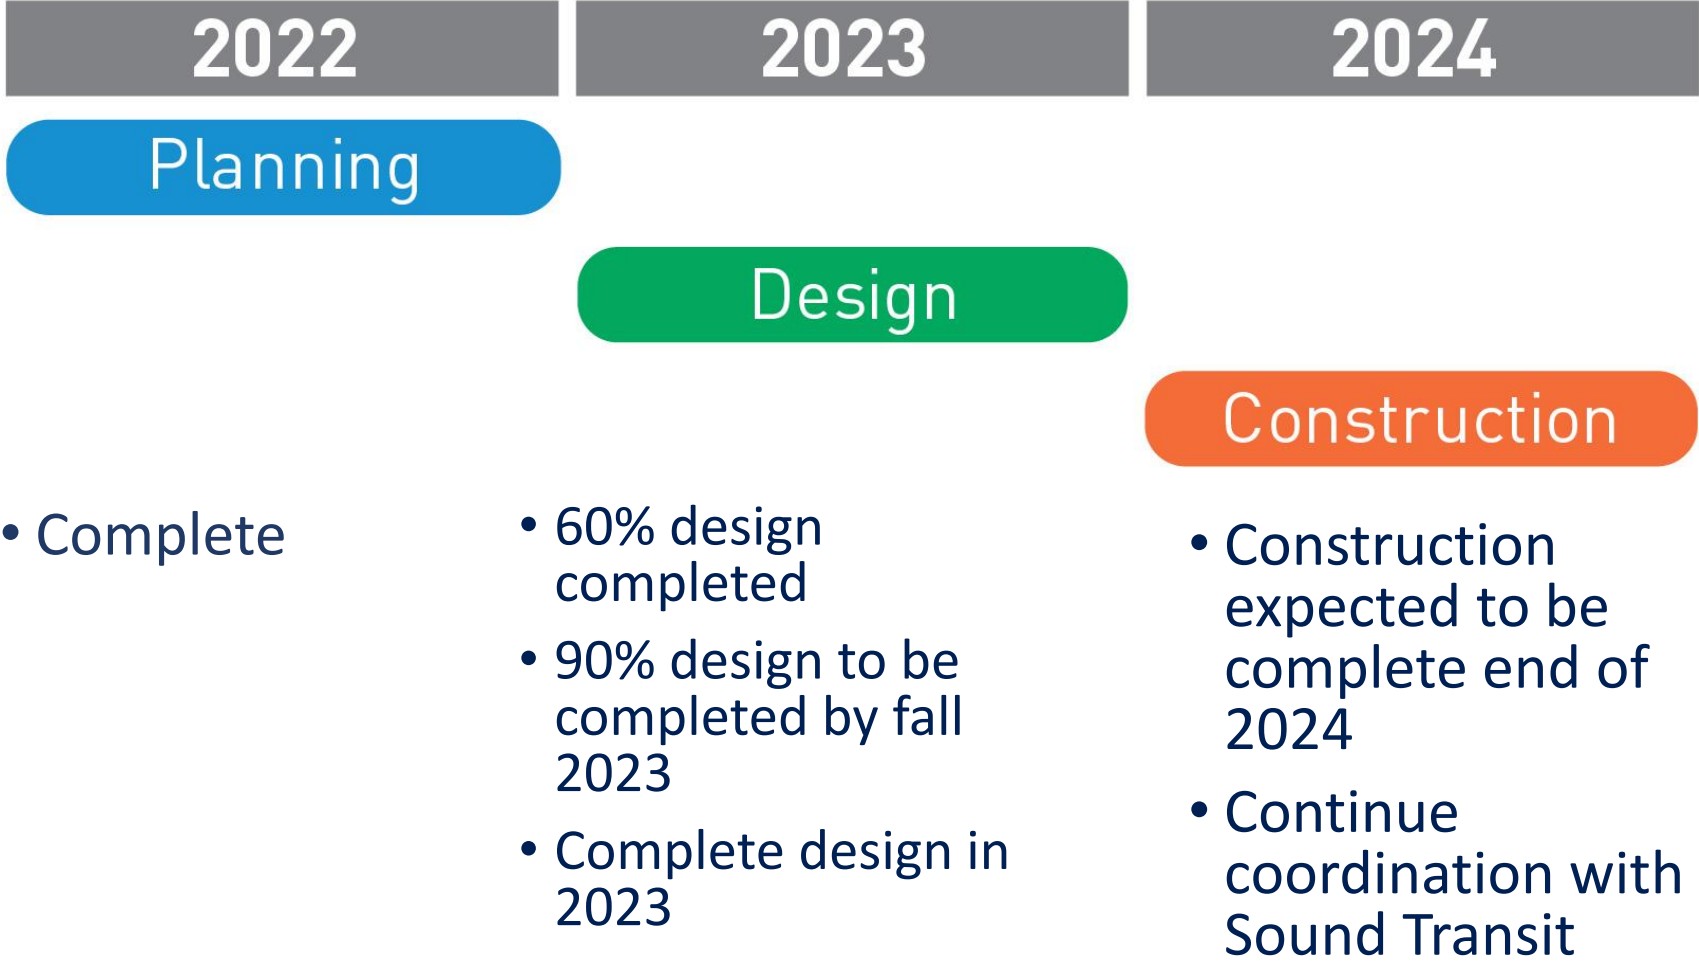 2022
2023
2024
Planning
Design
Construction
• Complete
• 60% design
completed
• 90% design to be
completed by fall
2023
• Complete design in
2023
• Construction
expected to be
complete end of
2024
• Continue
coordination with
Sound Transit